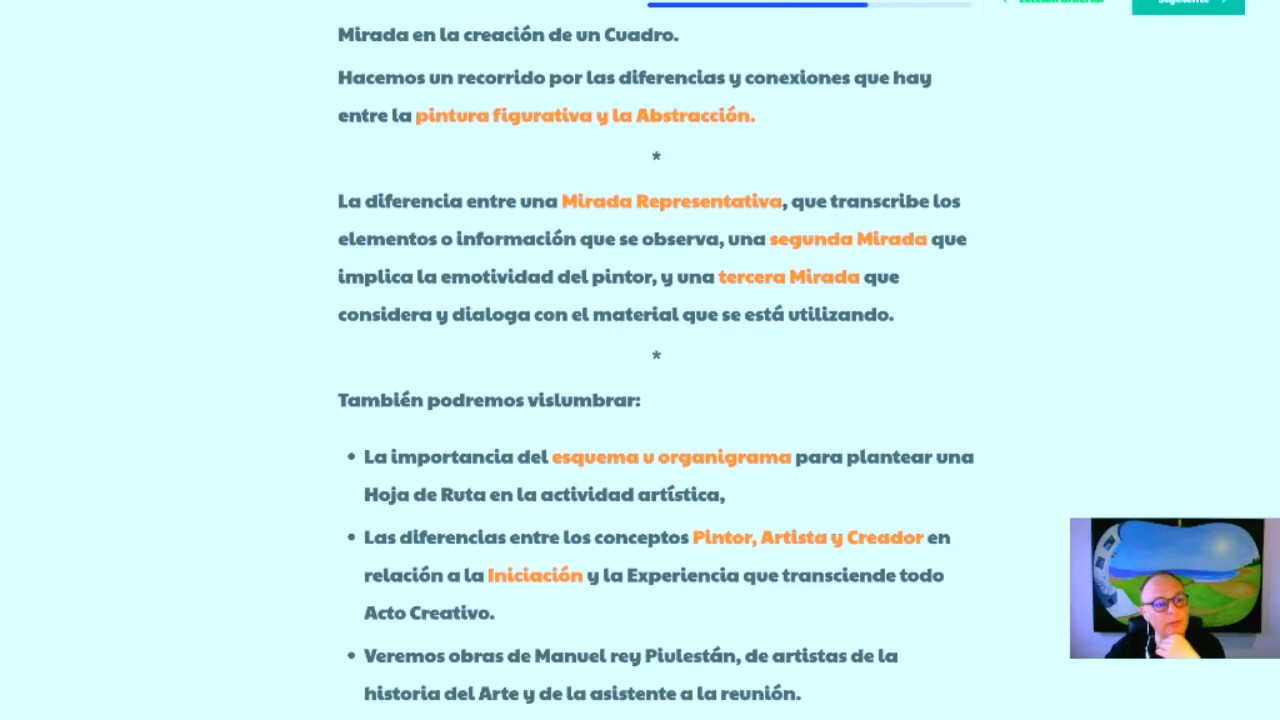 Mirada en la creación de un Cuadro.
Hacemos un recorrido por las diferencias y conexiones que hay
entre la pintura figurativa y la Abstracción.
*
La diferencia entre una Mirada Representativa, que transcribe los
elementos o información que se observa, una segunda Mirada que
implica la emotividad del pintor, y una tercera Mirada que
considera y dialoga con el material que se está utilizando.
*
También podremos vislumbrar:
• La importancia del esquema u organigrama para plantear una
Hoja de Ruta en la actividad artística,
• Las diferencias entre los conceptos Pintor, Artista y Creador en
relación a la Iniciación y la Experiencia que transciende todo
Acto Creativo.
• Veremos obras de Manuel rey Piulestán, de artistas de la
historia del Arte y de la asistente a la reunión.